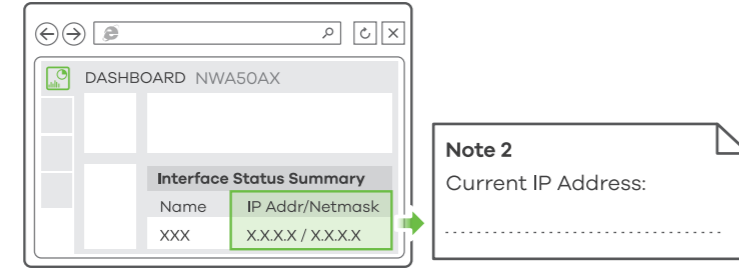 DASHBOARD NWA50AX
Interface Status Summary
Name IP Addr/Netmask
XXX X.X.X.X / X.X.X.X
Note 2
Current IP Address: